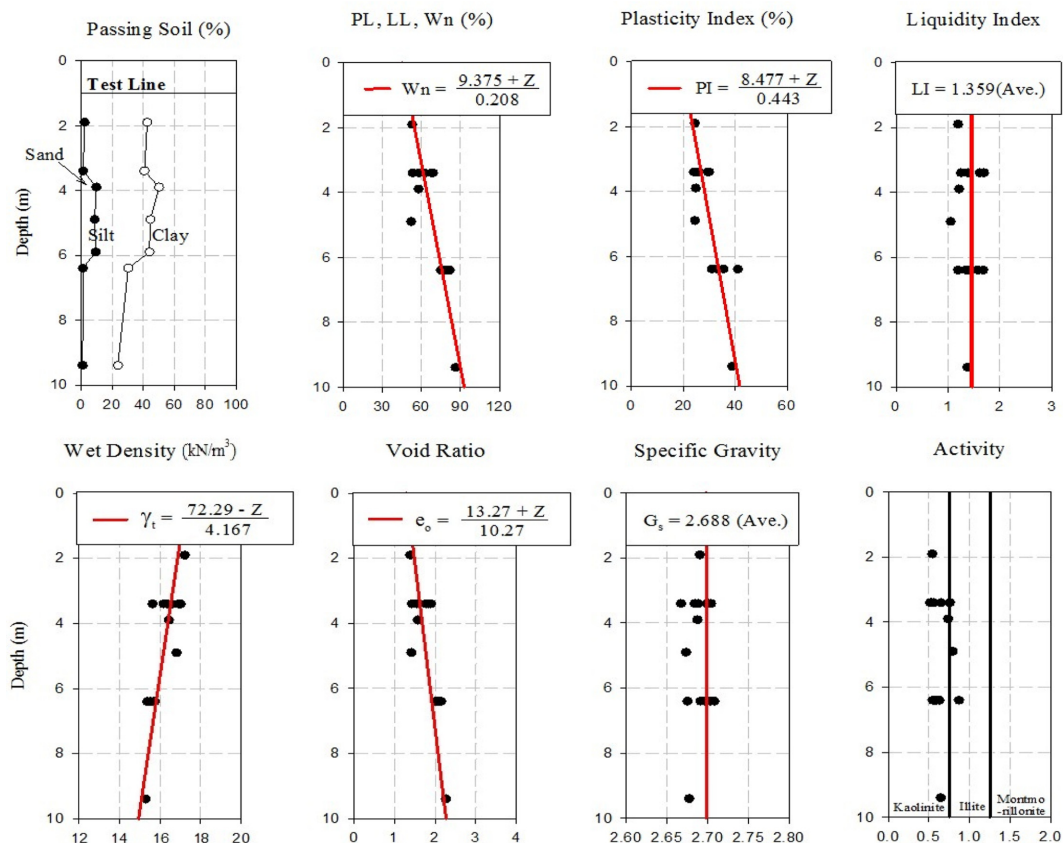 Passing Soil (%)
PL, LL, Wn (%)
Plasticity Index (%)
Liquidity Index
0
2
4
6
8
10
Depth (m)
Test Line
Sand
Silt
Clay
0 20 40 60 80 100
0
2
4
6
8
10
Wn = 9.375 + Z
0.208
0 30 60 90 120
0
2
4
6
8
10
PI = 8.477 + Z
0.443
0 20 40 60
0
2
4
6
8
10
LI = 1.359(Ave.)
0 1 2 3
Wet Density (kN/m³)
Void Ratio
Specific Gravity
Activity
0
2
4
6
8
10
Depth (m)
γt = 72.29 - Z
4.167
12 14 16 18 20
0
2
4
6
8
10
eo = 13.27 + Z
10.27
0 1 2 3 4
0
2
4
6
8
10
Gs = 2.688 (Ave.)
2.60 2.65 2.70 2.75 2.80
0
2
4
6
8
10
Kaolinite
Illite
Montmo
-rillonite
0.0 0.5 1.0 1.5 2.0